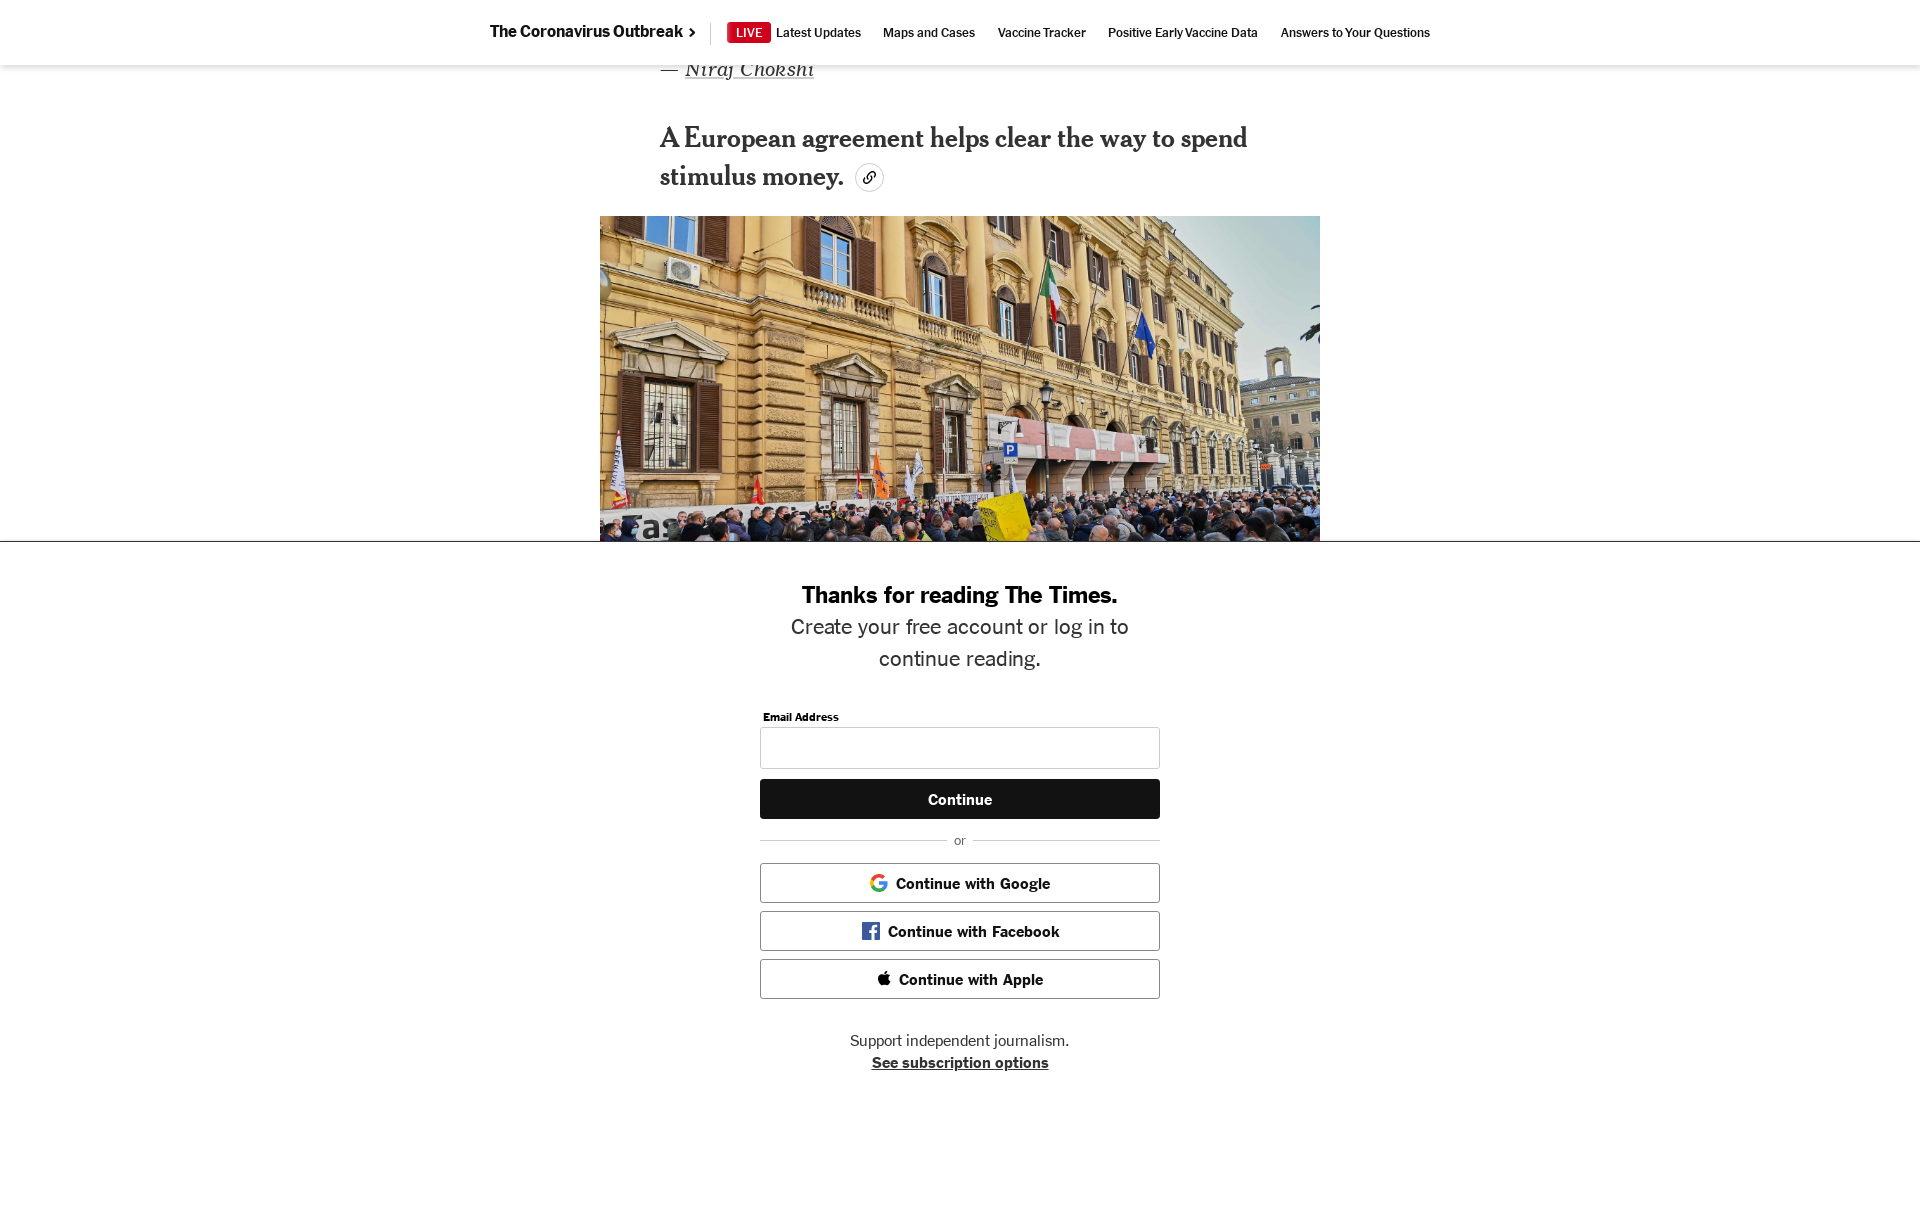 The Coronavirus Outbreak
LIVE Latest Updates
Maps and Cases
Vaccine Tracker
Positive Early Vaccine Data
Answers to Your Questions
— Niraj Chokshi
A European agreement helps clear the way to spend
stimulus money.
P
Thanks for reading The Times.
Create your free account or log in to
continue reading.
Email Address
Continue
or
Continue with Google
Continue with Facebook
Continue with Apple
Support independent journalism.
See subscription options